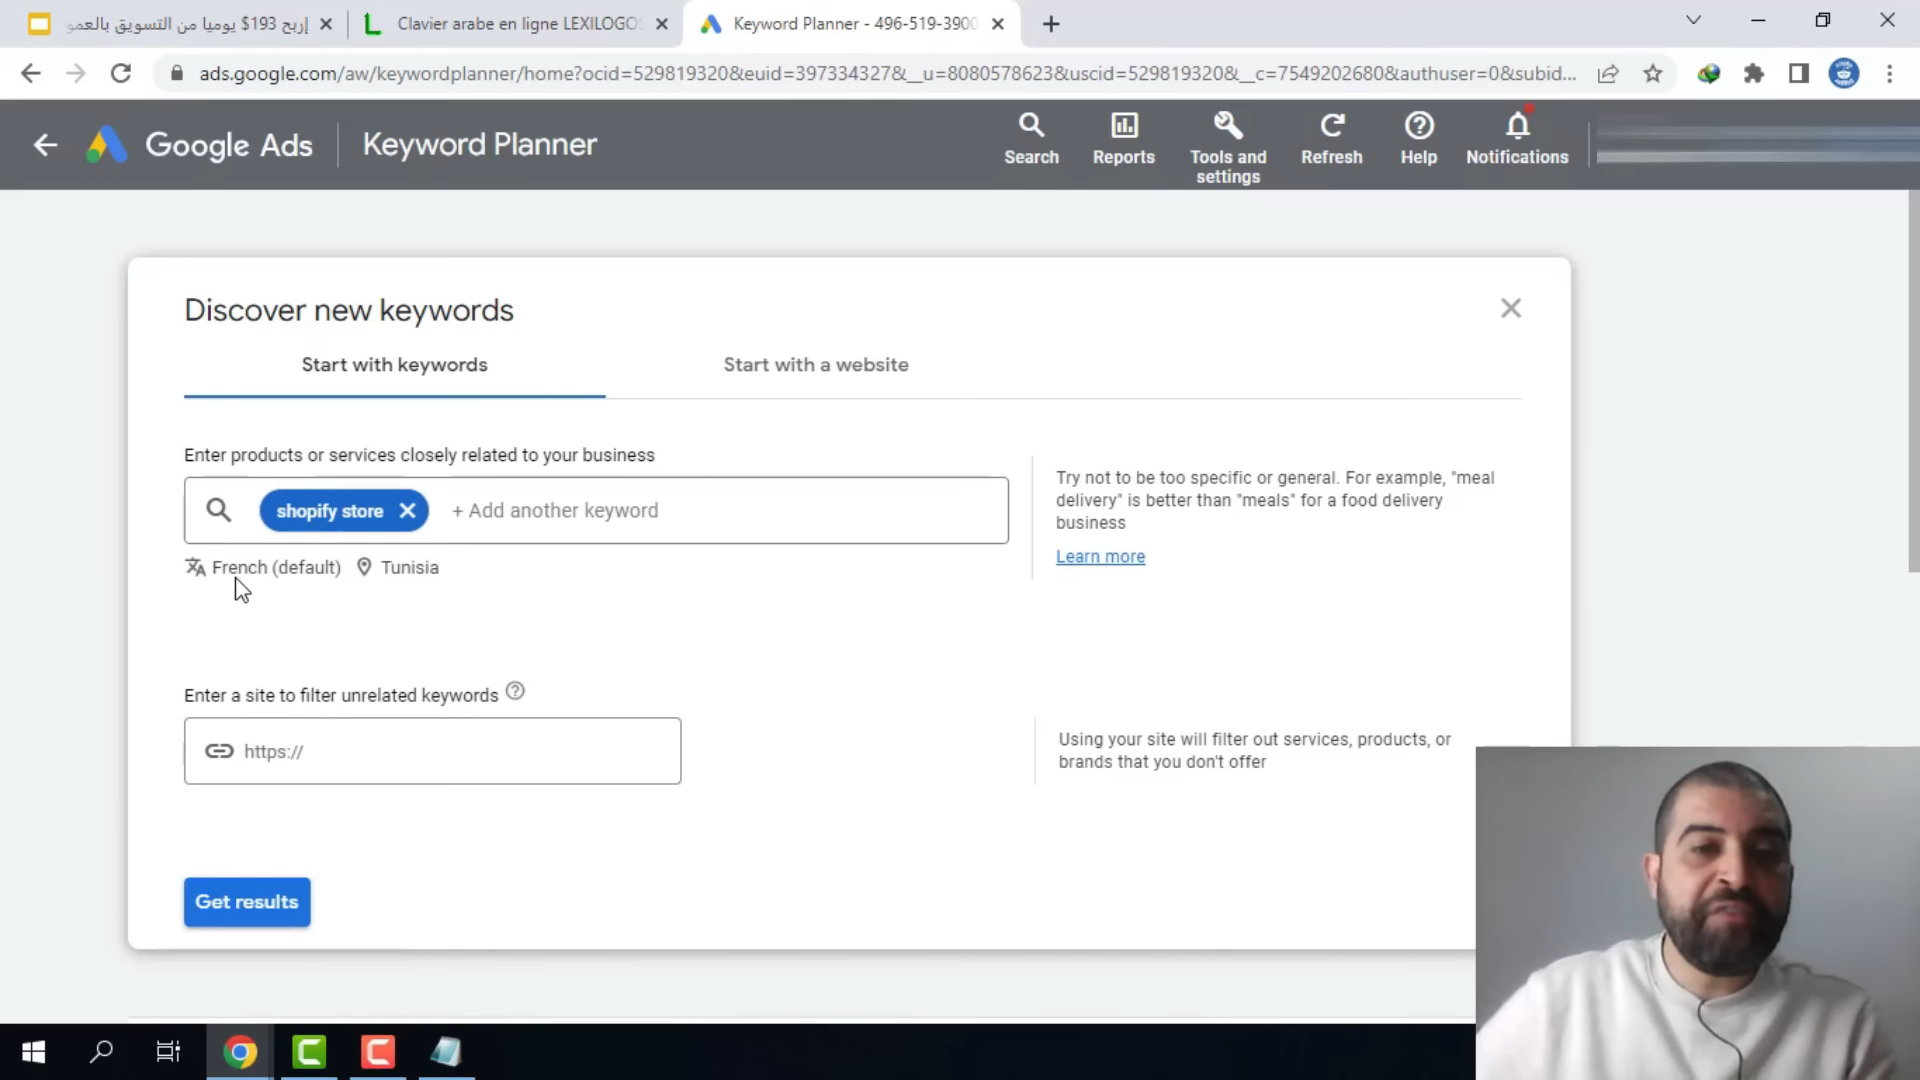 إربح 193$ يوميا من التسويق بالعمو
Clavier arabe en ligne LEXILOGOS
Keyword Planner - 496-519-3900
ads.google.com/aw/keywordplanner/home?ocid=529819320&euid=397334327&__u=8080578623&uscid=529819320&__c=7549202680&authuser=0&subid...
Google Ads
Keyword Planner
Search
Reports
Tools and
settings
Refresh
Help
Notifications
Discover new keywords
Start with keywords
Start with a website
Enter products or services closely related to your business
shopify store
+ Add another keyword
French (default)
Tunisia
Try not to be too specific or general. For example, "meal
delivery" is better than "meals" for a food delivery
business
Learn more
Enter a site to filter unrelated keywords
https://
Using your site will filter out services, products, or
brands that you don't offer
Get results